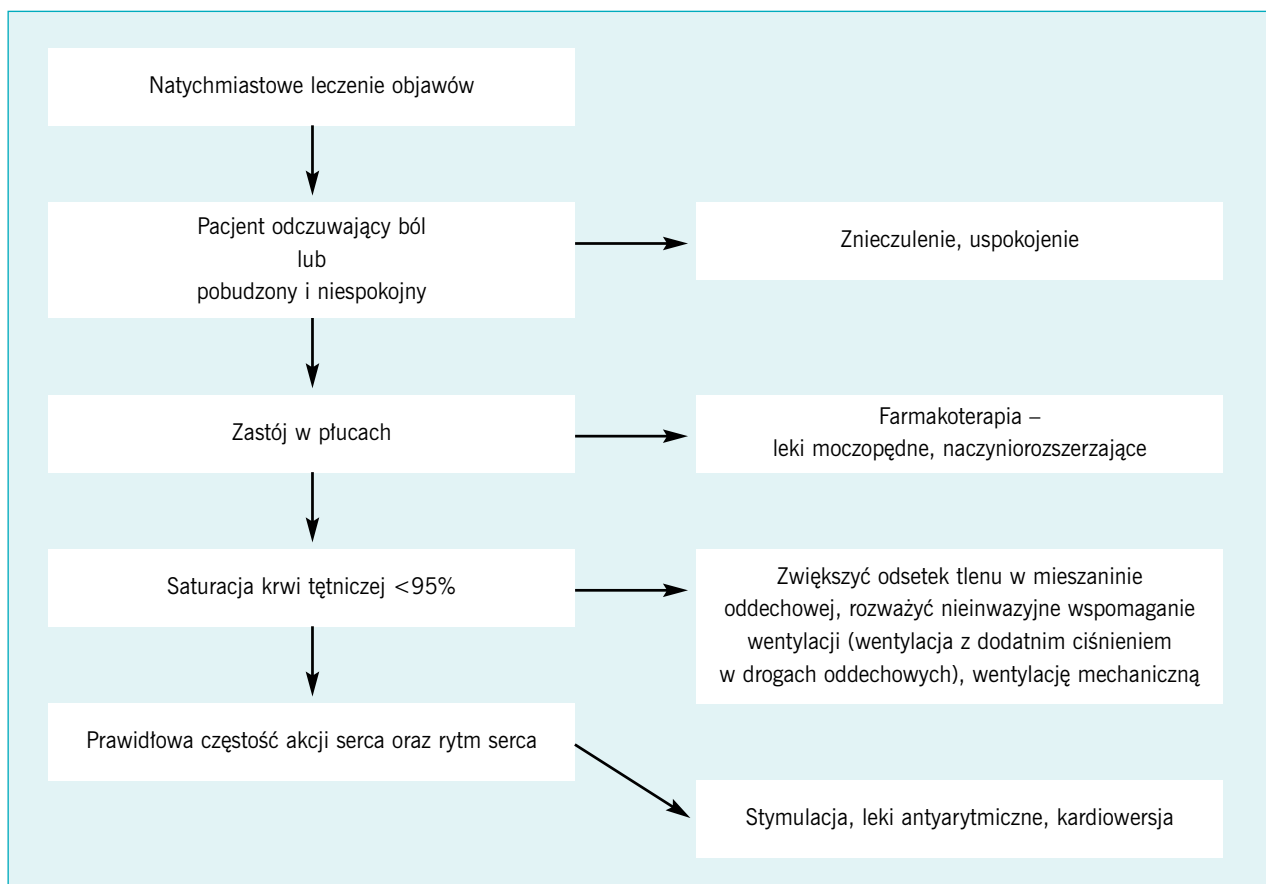 Natychmiastowe leczenie objawów
Pacjent odczuwający ból
lub
pobudzony i niespokojny
Znieczulenie, uspokojenie
Zastój w płucach
Farmakoterapia –
leki moczopędne, naczyniorozszerzające
Saturacja krwi tętniczej <95%
Zwiększyć odsetek tlenu w mieszaninie
oddechowej, rozważyć nieinwazyjne wspomaganie
wentylacji (wentylacja z dodatnim ciśnieniem
w drogach oddechowych), wentylację mechaniczną
Prawidłowa częstość akcji serca oraz rytm serca
Stymulacja, leki antyarytmiczne, kardiowersja